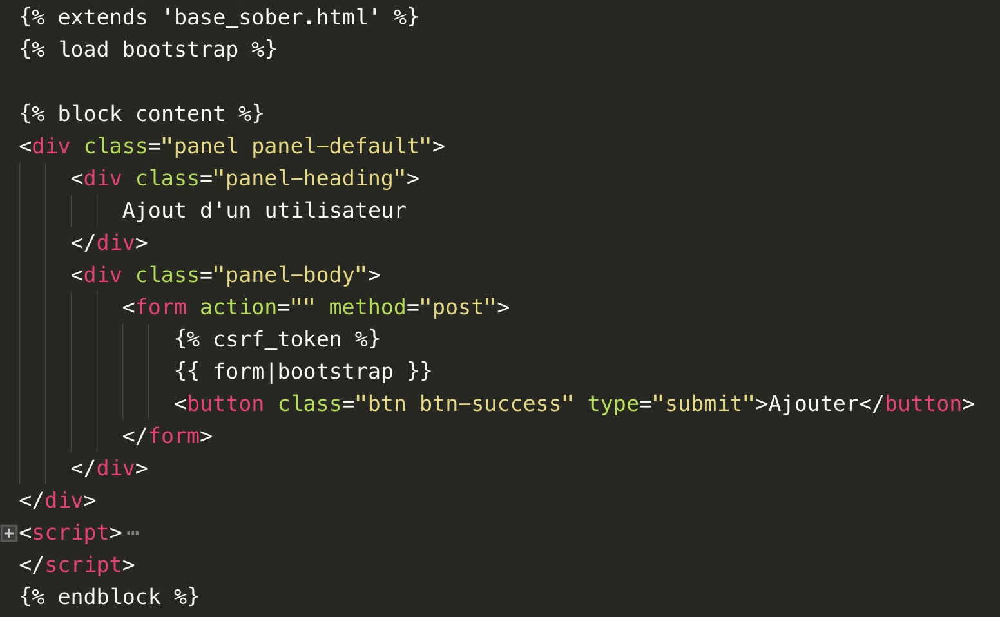 {% extends 'base_sober.html' %}
{% load bootstrap %}
{% block content %}
<div class="panel panel-default">
<div class="panel-heading">
Ajout d'un utilisateur
</div>
<div class="panel-body">
<form action="" method="post">
{% csrf_token %}
{{ form|bootstrap }}
<button class="btn btn-success" type="submit">Ajouter</button>
</form>
</div>
</div>
<script>…
</script>
{% endblock %}